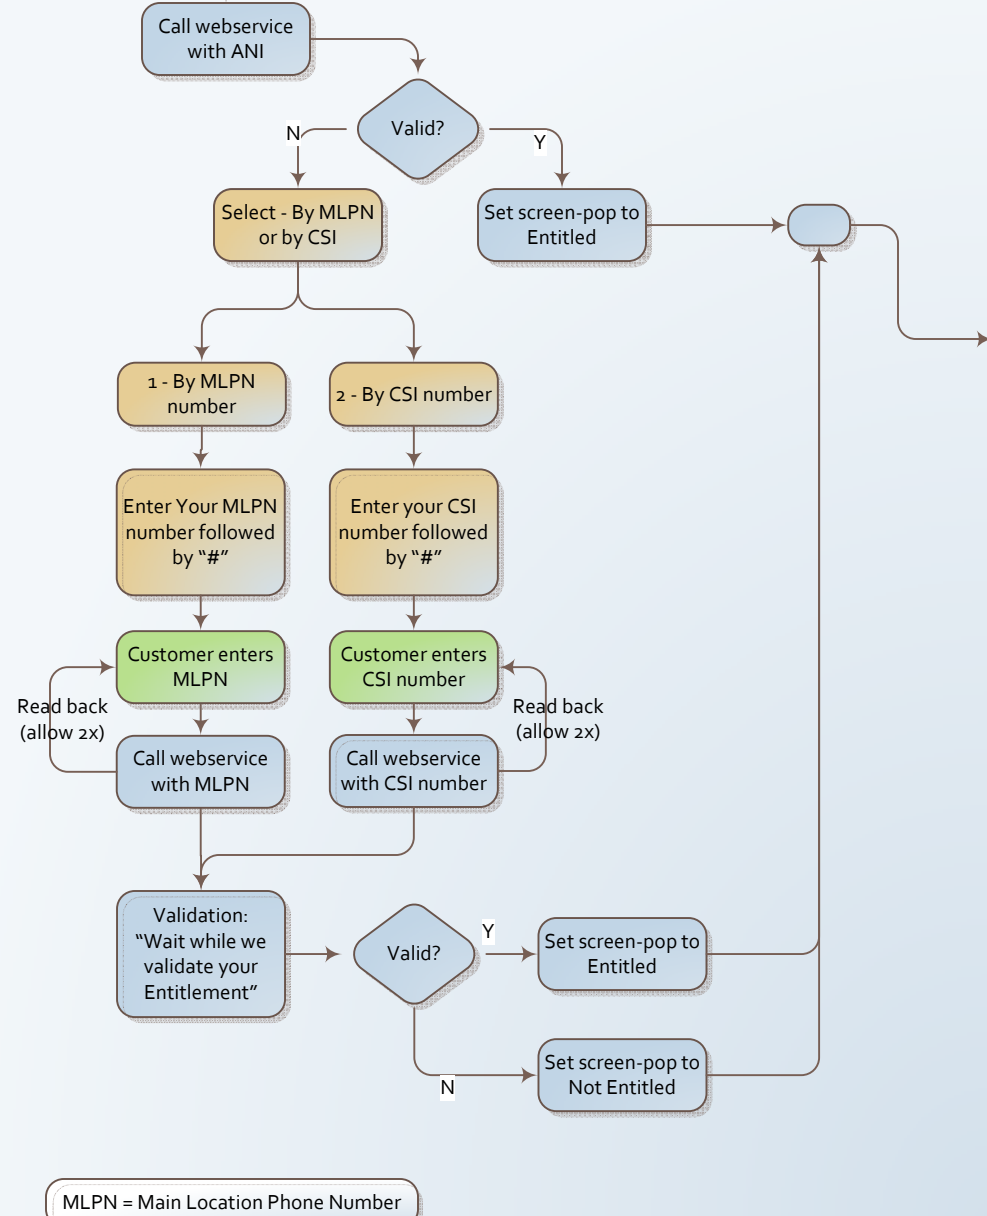 Call webservice
with ANI
Valid?
N
Y
Select - By MLPN
or by CSI
Set screen-pop to
Entitled
1 - By MLPN
number
2 - By CSI number
Enter Your MLPN
number followed
by “#”
Enter your CSI
number followed
by “#”
Customer enters
MLPN
Customer enters
CSI number
Read back
(allow 2x)
Read back
(allow 2x)
Call webservice
with MLPN
Call webservice
with CSI number
Validation:
“Wait while we
validate your
Entitlement”
Valid?
Y
Set screen-pop to
Entitled
N
Set screen-pop to
Not Entitled
MLPN = Main Location Phone Number